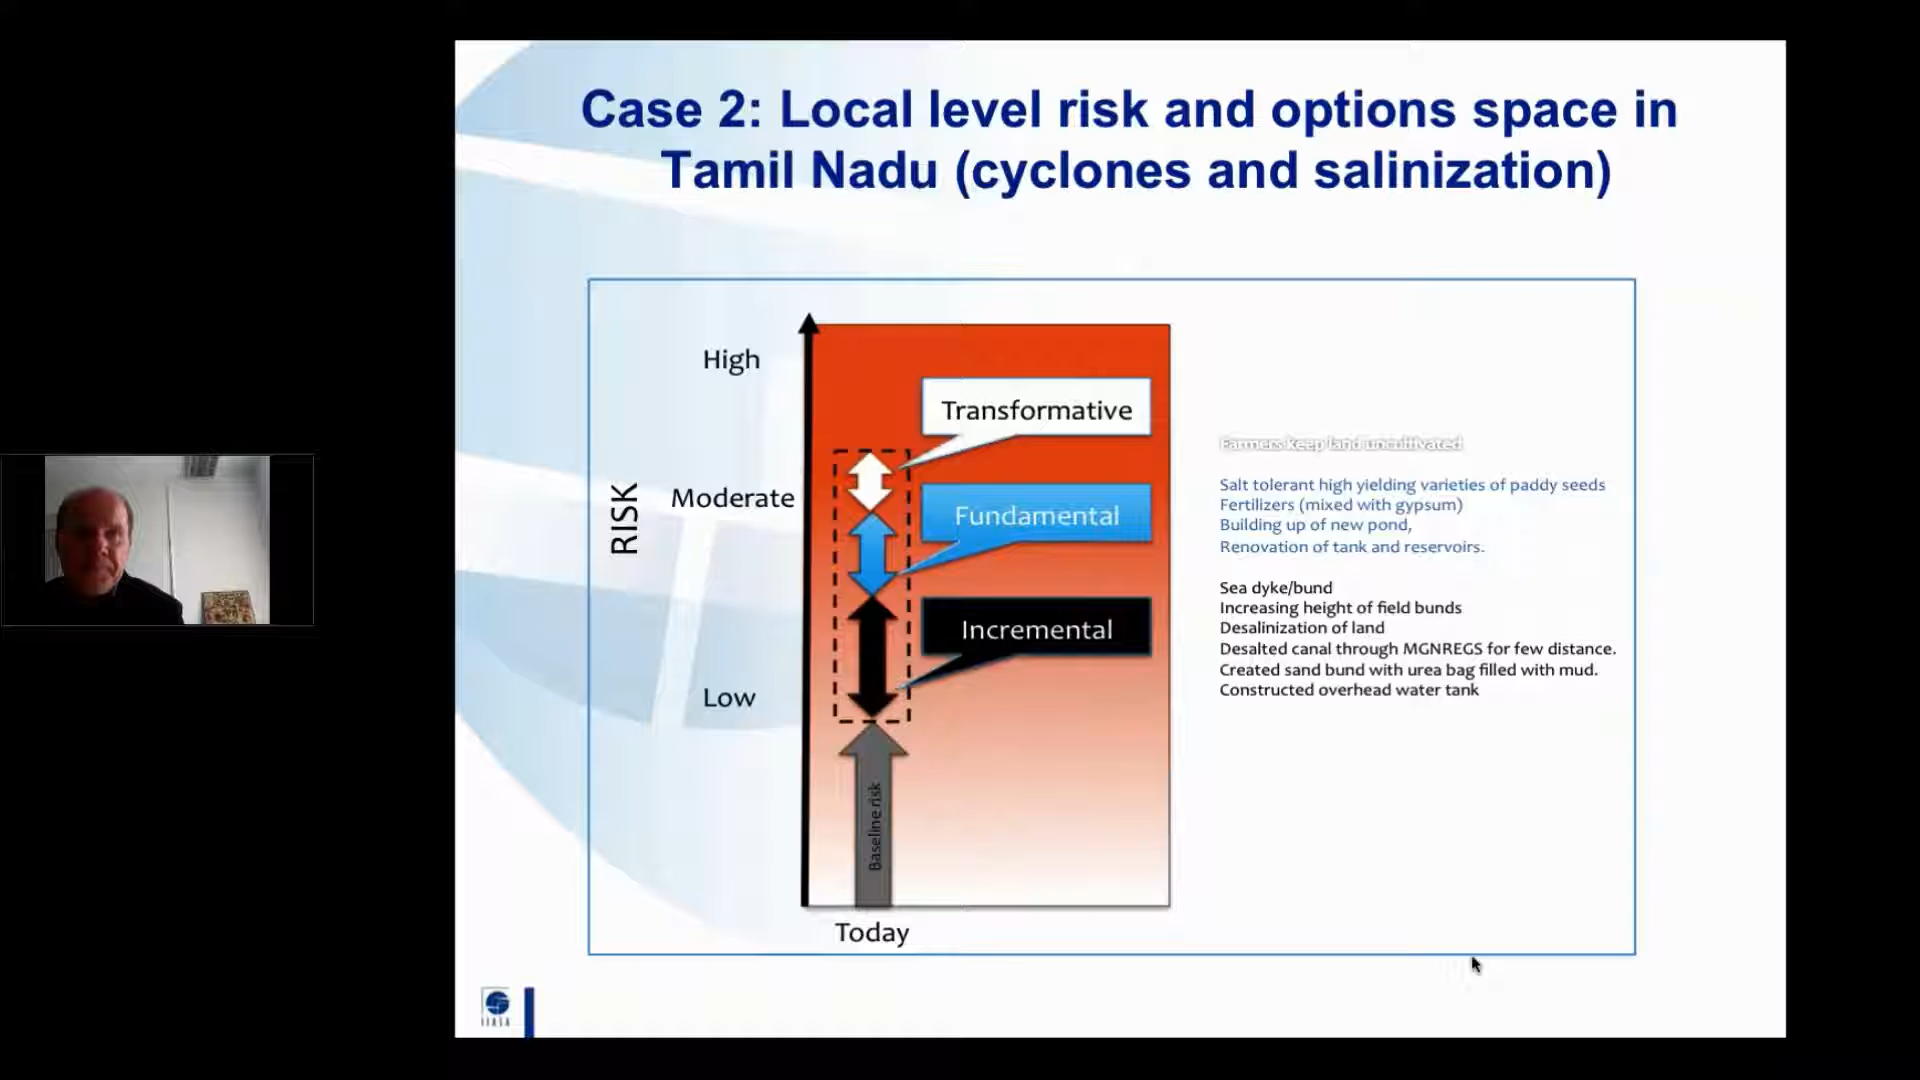 Case 2: Local level risk and options space in
Tamil Nadu (cyclones and salinization)
RISK
High
Moderate
Low
Transformative
Fundamental
Incremental
Baseline risk
Today
Farmers keep land uncultivated
Salt tolerant high yielding varieties of paddy seeds
Fertilizers (mixed with gypsum)
Building up of new pond,
Renovation of tank and reservoirs.
Sea dyke/bund
Increasing height of field bunds
Desalinization of land
Desalted canal through MGNREGS for few distance.
Created sand bund with urea bag filled with mud.
Constructed overhead water tank
IIASA